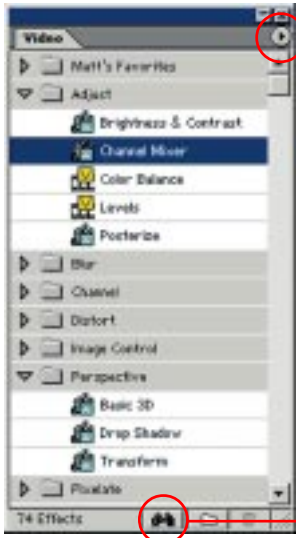 Video
Matt's Favorites
Adjust
Brightness & Contrast
Channel Mixer
Color Balance
Levels
Posterize
Blur
Channel
Distort
Image Control
Perspective
Basic 3D
Drop Shadow
Transform
Pixelate
74 Effects